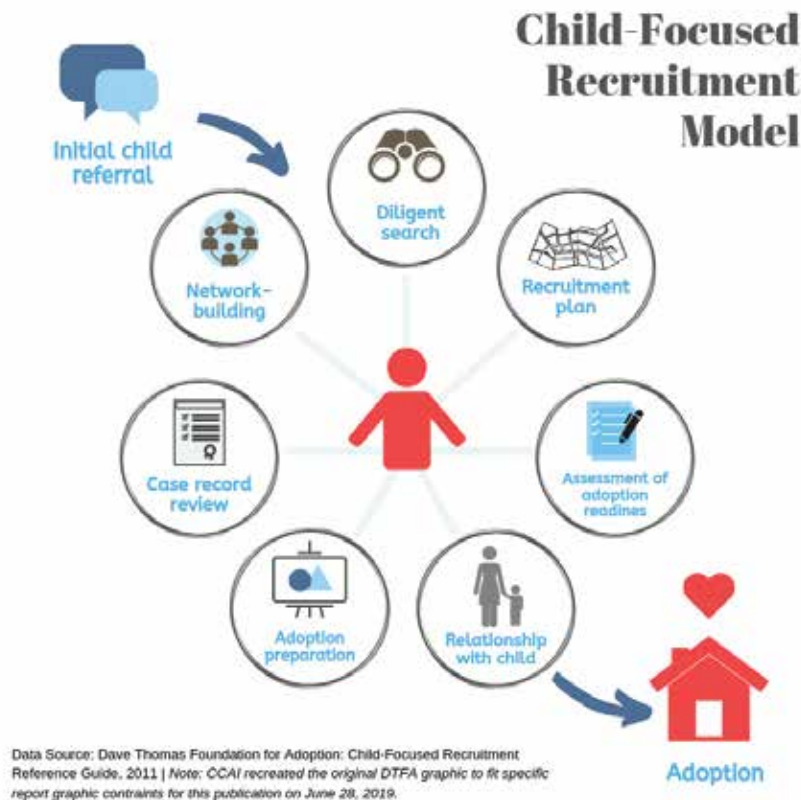 Child-Focused
Recruitment
Model
Initial child
referral
Diligent
search
Recruitment
plan
Assessment of
adoption
readines
Relationship
with child
Adoption
preparation
Case record
review
Network-
building
Adoption
Data Source: Dave Thomas Foundation for Adoption: Child-Focused Recruitment
Reference Guide, 2011 | Note: CCAI recreated the original DTFA graphic to fit specific
report graphic contraints for this publication on June 28, 2019.